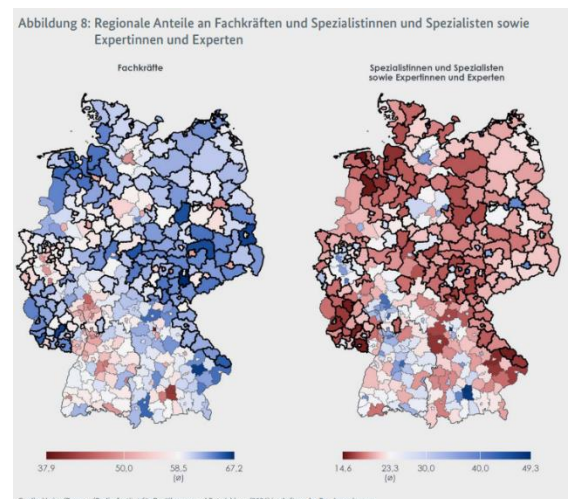 Abbildung 8: Regionale Anteile an Fachkräften und Spezialistinnen und Spezialisten sowie
Expertinnen und Experten
Fachkräfte
Spezialistinnen und Spezialisten
sowie Expertinnen und Experten
37,9 50,0 58,5 67,2
(ø)
14,6 23,3 40,0 49,3
(ø)